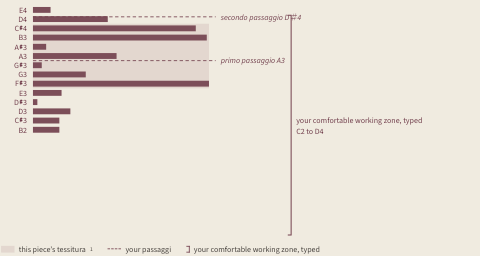 E4
D4
C#4
B3
A#3
A3
G#3
G3
F#3
E3
D#3
D3
C#3
B2
secondo passaggio D#4
primo passaggio A3
your comfortable working zone, typed
C2 to D4
this piece's tessitura
your passaggi
your comfortable working zone, typed